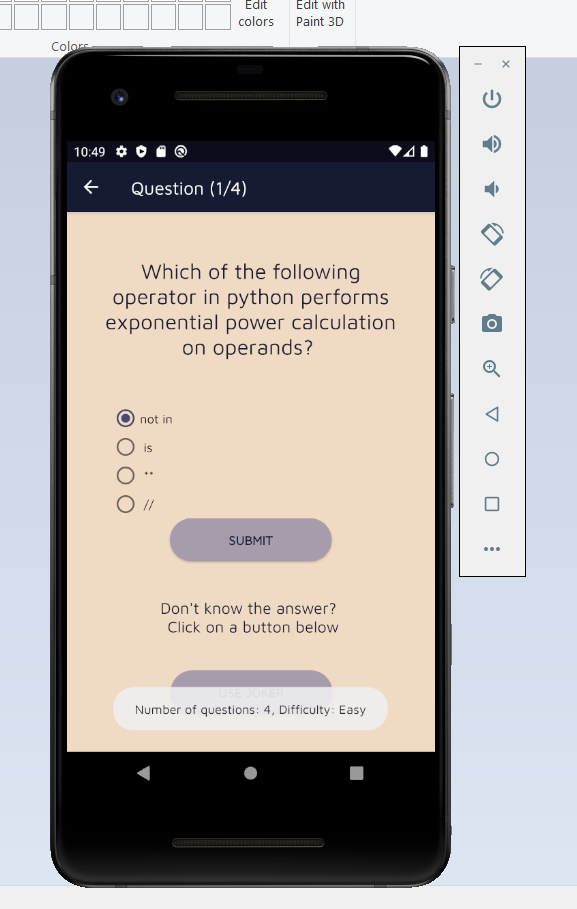 Edit
colors
Edit with
Paint 3D
Colors
10:49
Question (1/4)
Which of the following
operator in python performs
exponential power calculation
on operands?
not in
is
**
//
SUBMIT
Don't know the answer?
Click on a button below
USE JOKER
Number of questions: 4, Difficulty: Easy